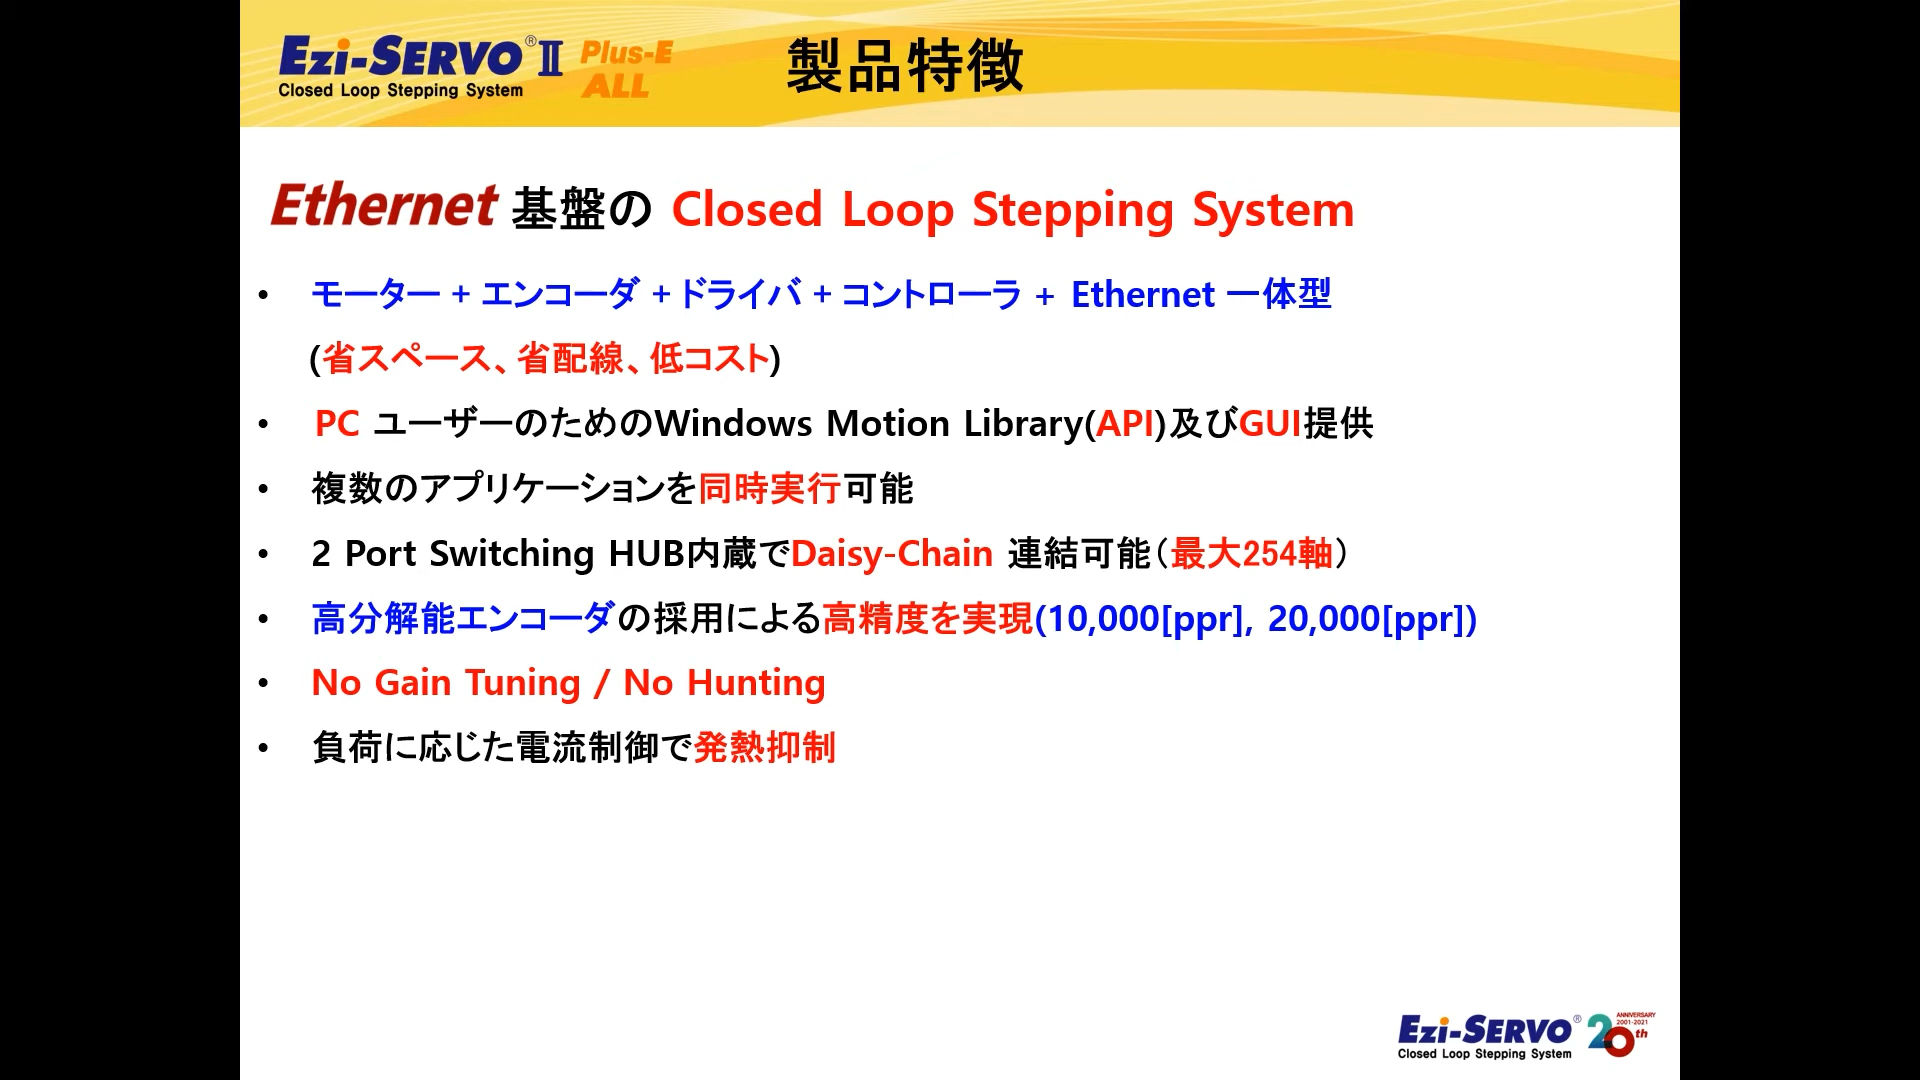 Ezi-SERVO® II Plus-E ALL
Closed Loop Stepping System
製品特徴
Ethernet 基盤の Closed Loop Stepping System
• モーター + エンコーダ + ドライバ + コントローラ + Ethernet 一体型
(省スペース、省配線、低コスト)
• PC ユーザーのためのWindows Motion Library(API)及びGUI提供
• 複数のアプリケーションを同時実行可能
• 2 Port Switching HUB内蔵でDaisy-Chain 連結可能（最大254軸）
• 高分解能エンコーダの採用による高精度を実現(10,000[ppr], 20,000[ppr])
• No Gain Tuning / No Hunting
• 負荷に応じた電流制御で発熱抑制
Ezi-SERVO®
Closed Loop Stepping System
20th
ANNIVERSARY
2001-2021